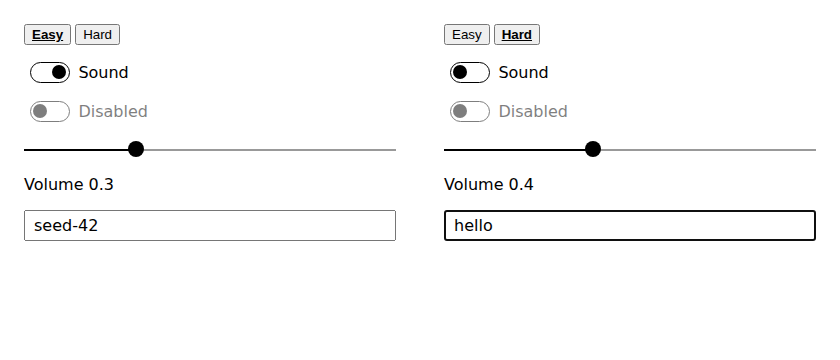 Easy Hard
Sound
Disabled
Volume 0.3
seed-42
Easy Hard
Sound
Disabled
Volume 0.4
hello